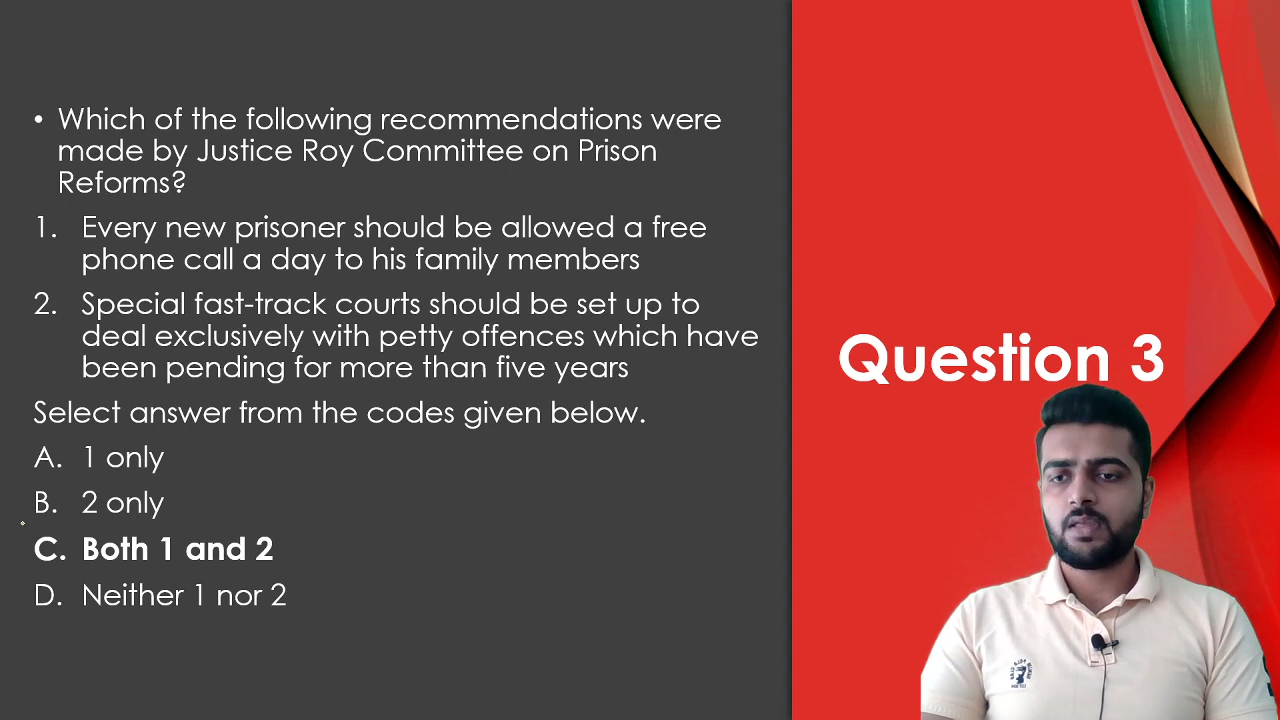 • Which of the following recommendations were
made by Justice Roy Committee on Prison
Reforms?
1. Every new prisoner should be allowed a free
phone call a day to his family members
2. Special fast-track courts should be set up to
deal exclusively with petty offences which have
been pending for more than five years
Select answer from the codes given below.
A. 1 only
B. 2 only
C. Both 1 and 2
D. Neither 1 nor 2
Question 3